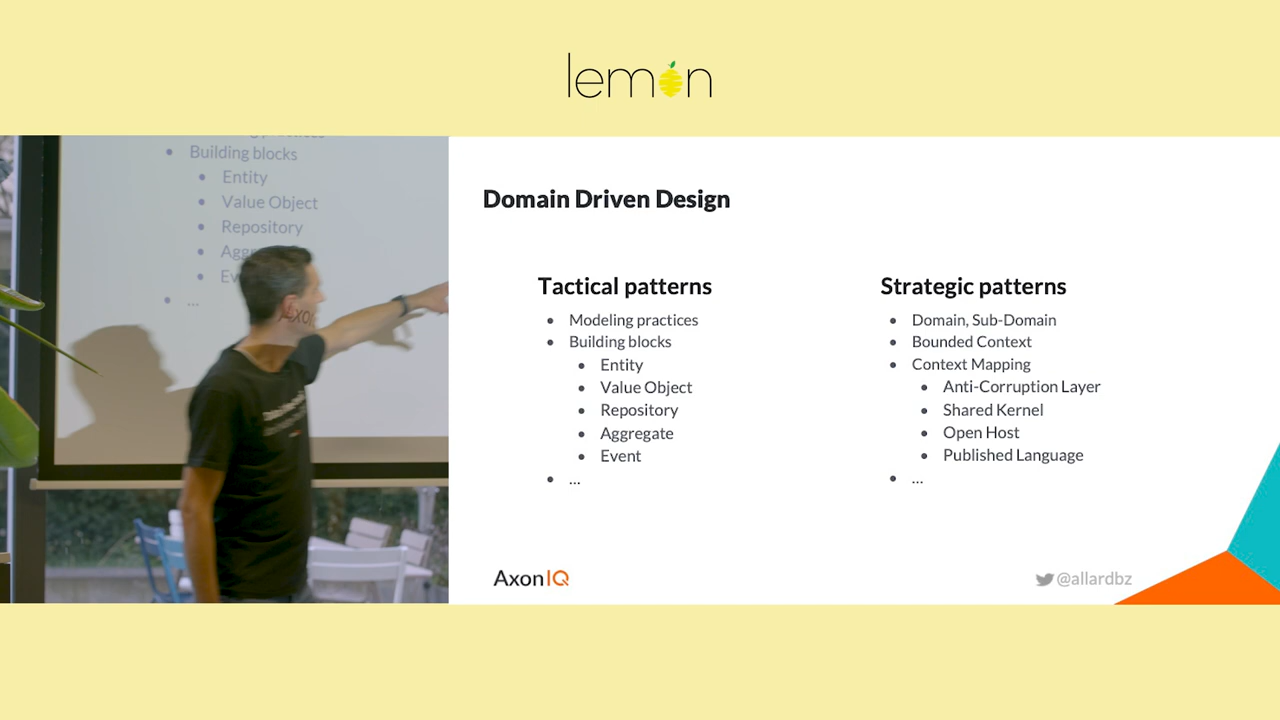 lemon
Building blocks
Entity
Value Object
Repository
...
Domain Driven Design
Tactical patterns
Modeling practices
Building blocks
Entity
Value Object
Repository
Aggregate
Event
...
Strategic patterns
Domain, Sub-Domain
Bounded Context
Context Mapping
Anti-Corruption Layer
Shared Kernel
Open Host
Published Language
...
AxonIQ
@allardbz